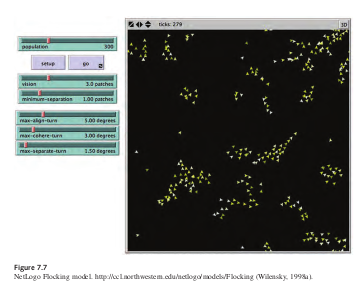 ticks: 279
3D
population 300
setup
go
vision 3.0 patches
minimum-separation 1.00 patches
max-align-turn 5.00 degrees
max-cohere-turn 3.00 degrees
max-separate-turn 1.50 degrees
Figure 7.7
NetLogo Flocking model. http://ccl.northwestern.edu/netlogo/models/Flocking (Wilensky, 1998a).